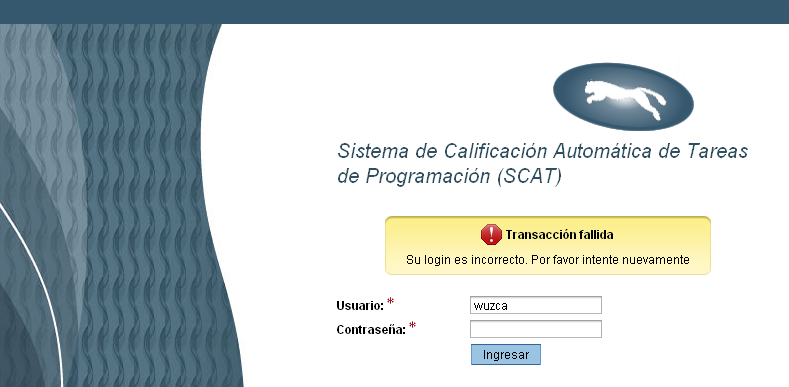 Sistema de Calificación Automática de Tareas
de Programación (SCAT)
Transacción fallida
Su login es incorrecto. Por favor intente nuevamente
Usuario: * wuzca
Contraseña: *
Ingresar